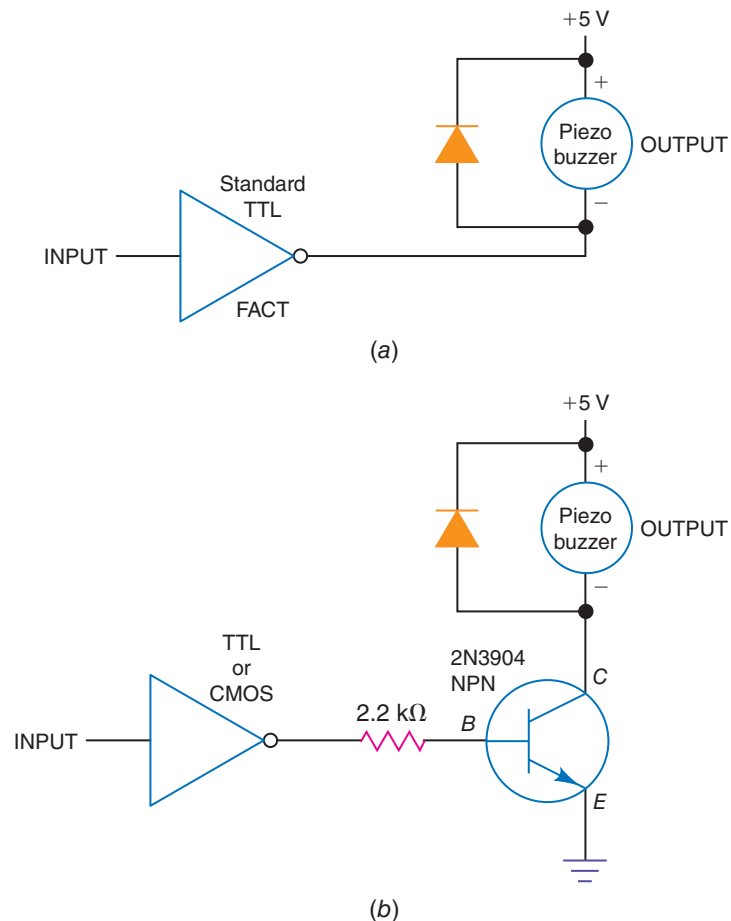 +5 V
+
Piezo
buzzer
OUTPUT
−
Standard
TTL
INPUT
FACT
(a)
+5 V
+
Piezo
buzzer
OUTPUT
−
TTL
or
CMOS
2N3904
NPN
C
2.2 kΩ
B
INPUT
E
(b)